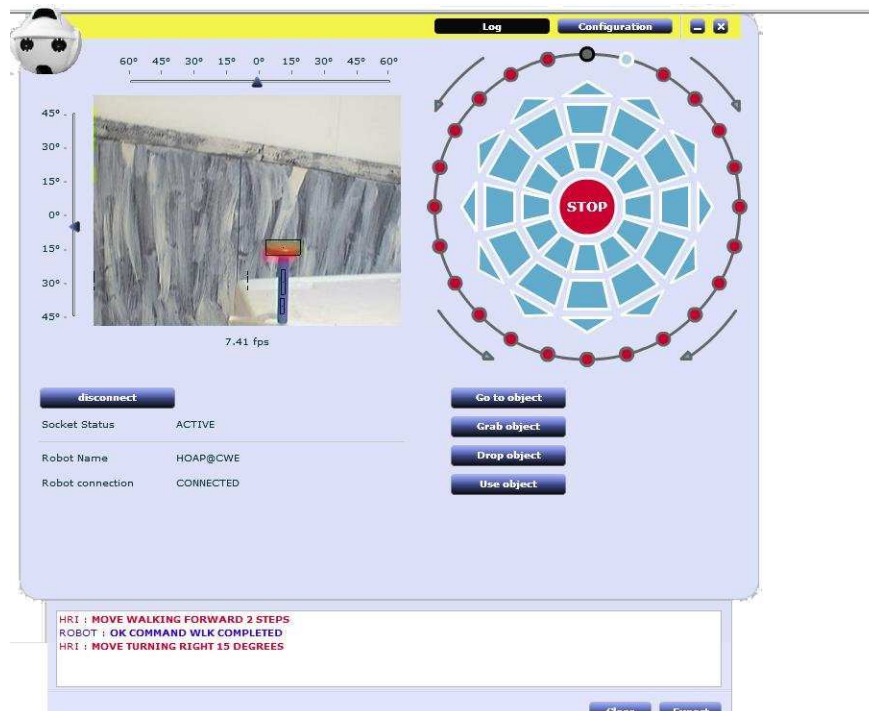 Log Configuration
60° 45° 30° 15° 0° 15° 30° 45° 60°
45°
30°
15°
0°
15°
30°
45°
STOP
7.41 fps
disconnect
Socket Status ACTIVE
Robot Name HOAP@CWE
Robot connection CONNECTED
Go to object
Grab object
Drop object
Use object
HRI : MOVE WALKING FORWARD 2 STEPS
ROBOT : OK COMMAND WLK COMPLETED
HRI : MOVE TURNING RIGHT 15 DEGREES